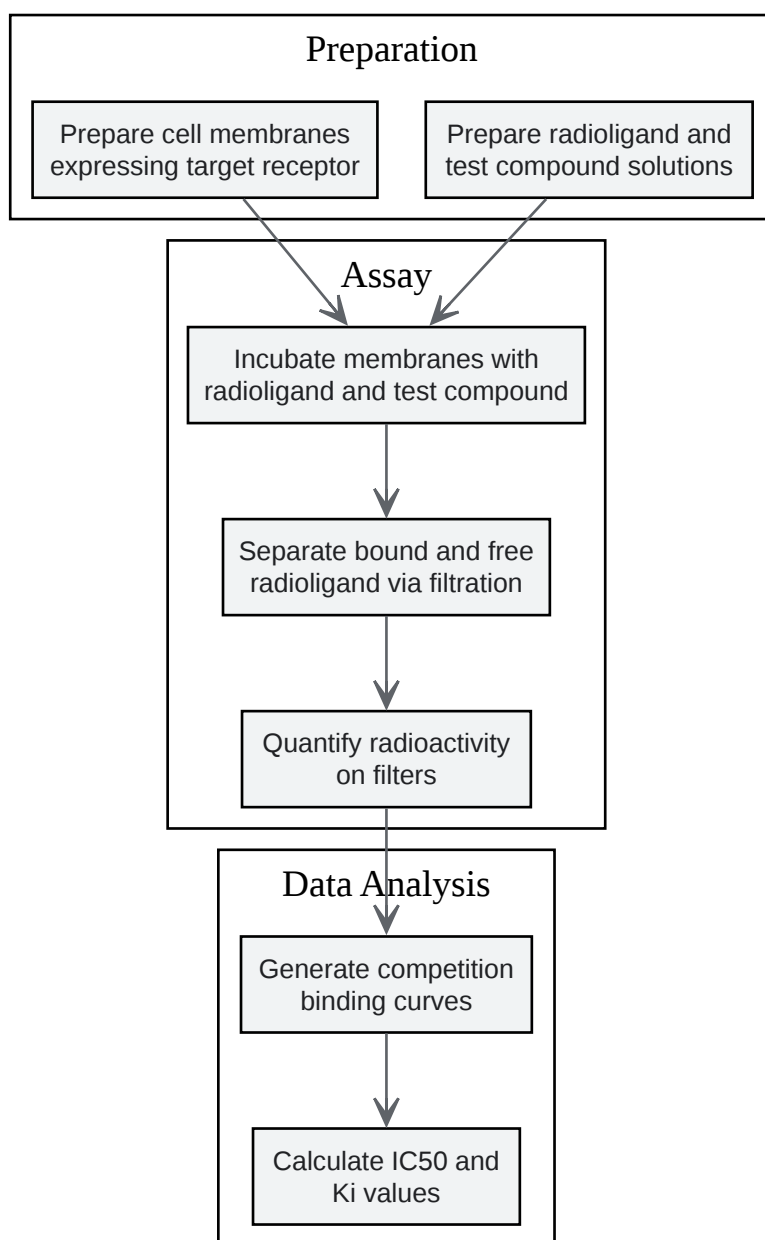 Preparation
Prepare cell membranes
expressing target receptor
Prepare radioligand and
test compound solutions
Assay
Incubate membranes with
radioligand and test compound
Separate bound and free
radioligand via filtration
Quantify radioactivity
on filters
Data Analysis
Generate competition
binding curves
Calculate IC50 and
Ki values